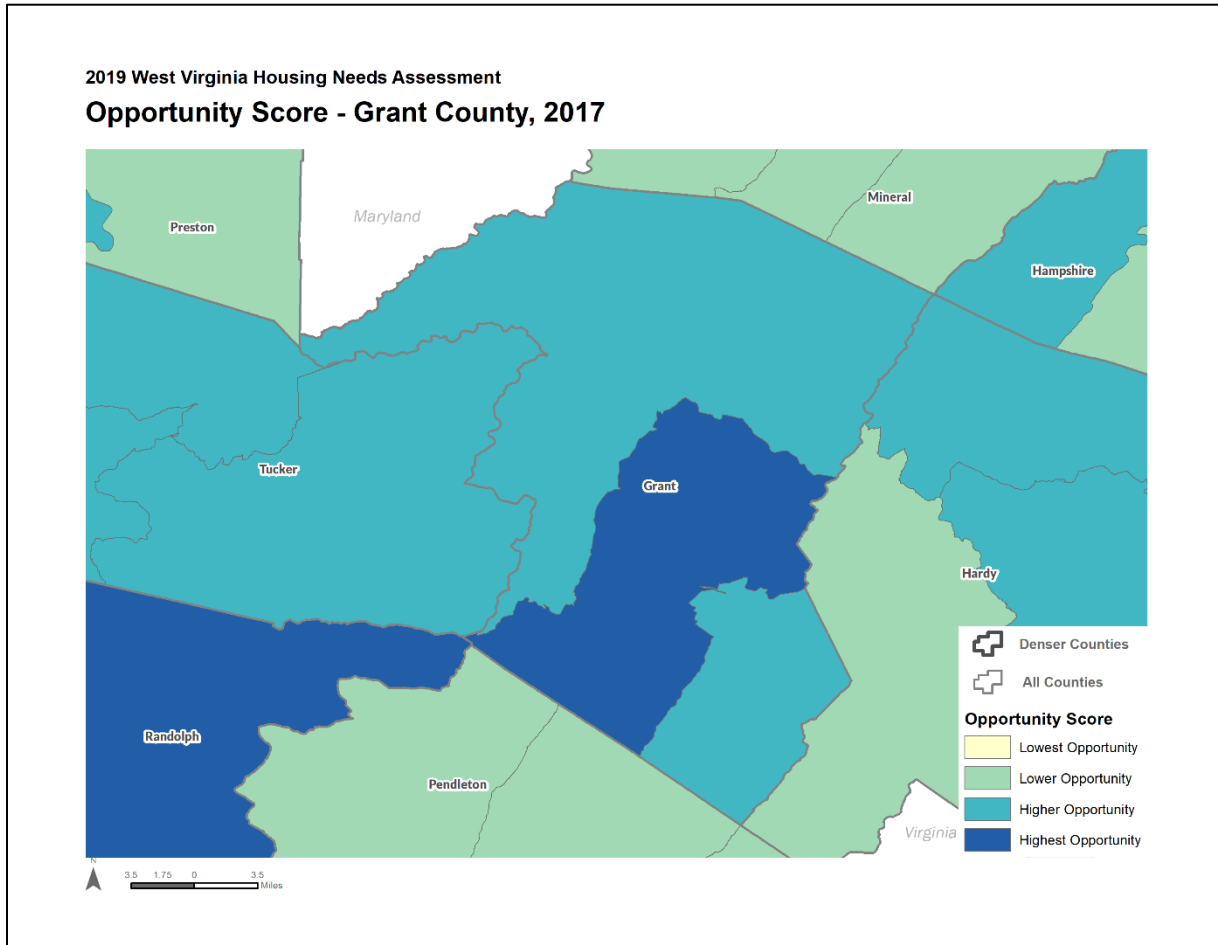 2019 West Virginia Housing Needs Assessment
Opportunity Score - Grant County, 2017
Maryland
Mineral
Preston
Hampshire
Tucker
Grant
Hardy
Randolph
Pendleton
Virginia
Denser Counties
All Counties
Opportunity Score
Lowest Opportunity
Lower Opportunity
Higher Opportunity
Highest Opportunity
N
3.5 1.75 0 3.5
Miles